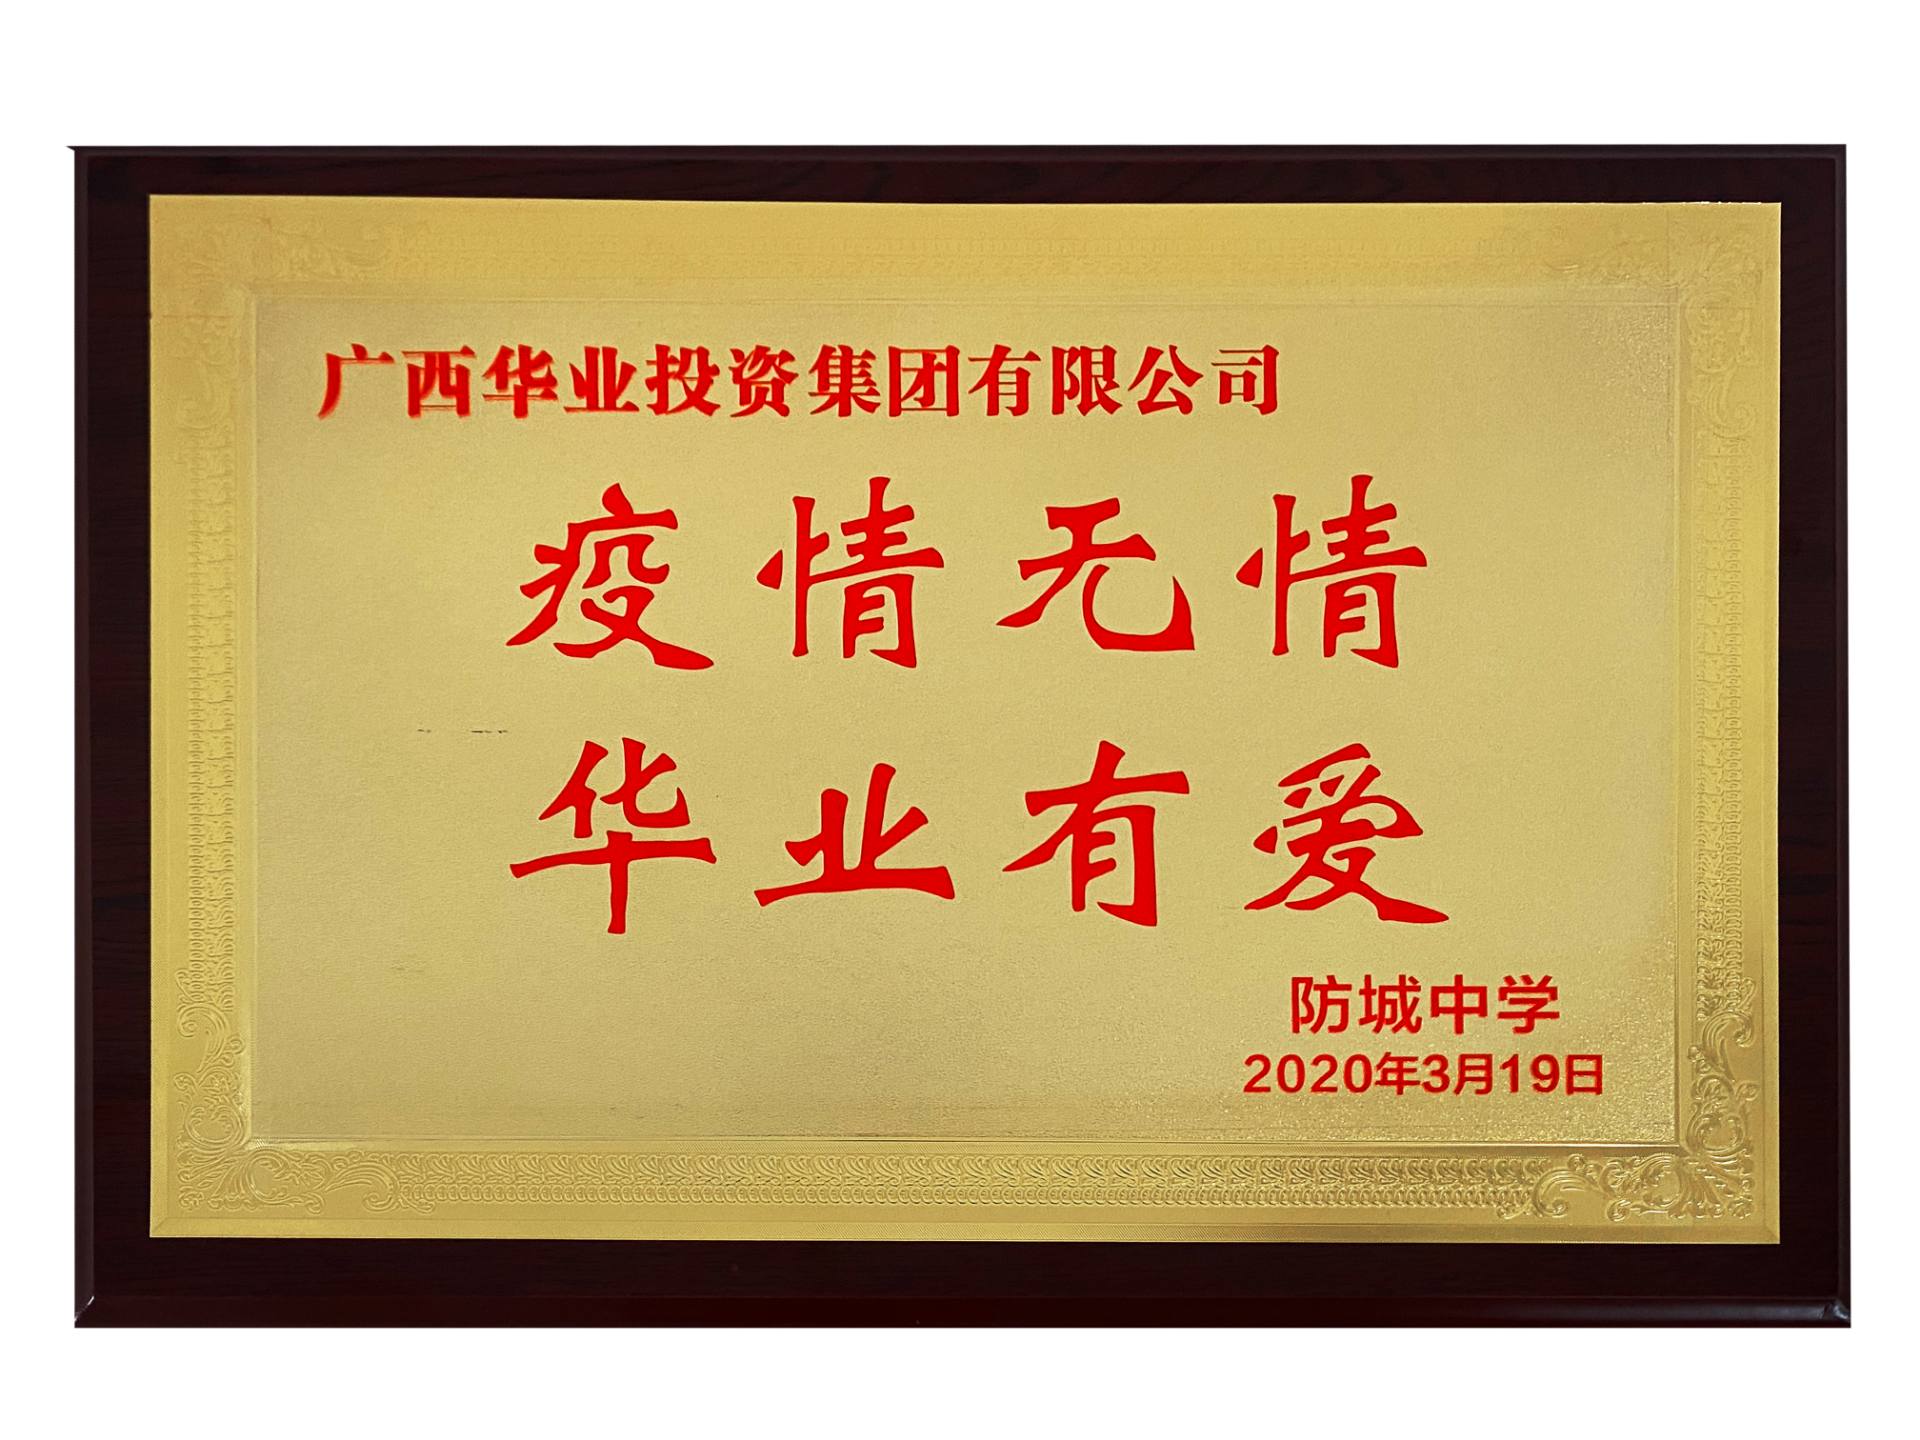 广西华业投资集团有限公司
疫情无情
华业有爱
防城中学
2020年3月19日